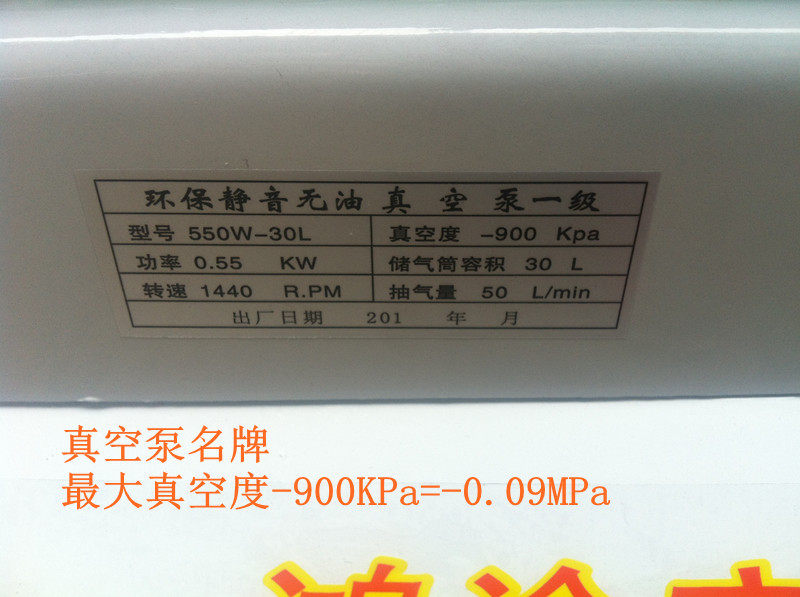 环保静音无油真空泵一级
型号 550W-30L 真空度 -900 Kpa
功率 0.55 KW 储气筒容积 30 L
转速 1440 R.PM 抽气量 50 L/min
出厂日期 201 年 月
真空泵名牌
最大真空度-900KPa=-0.09MPa